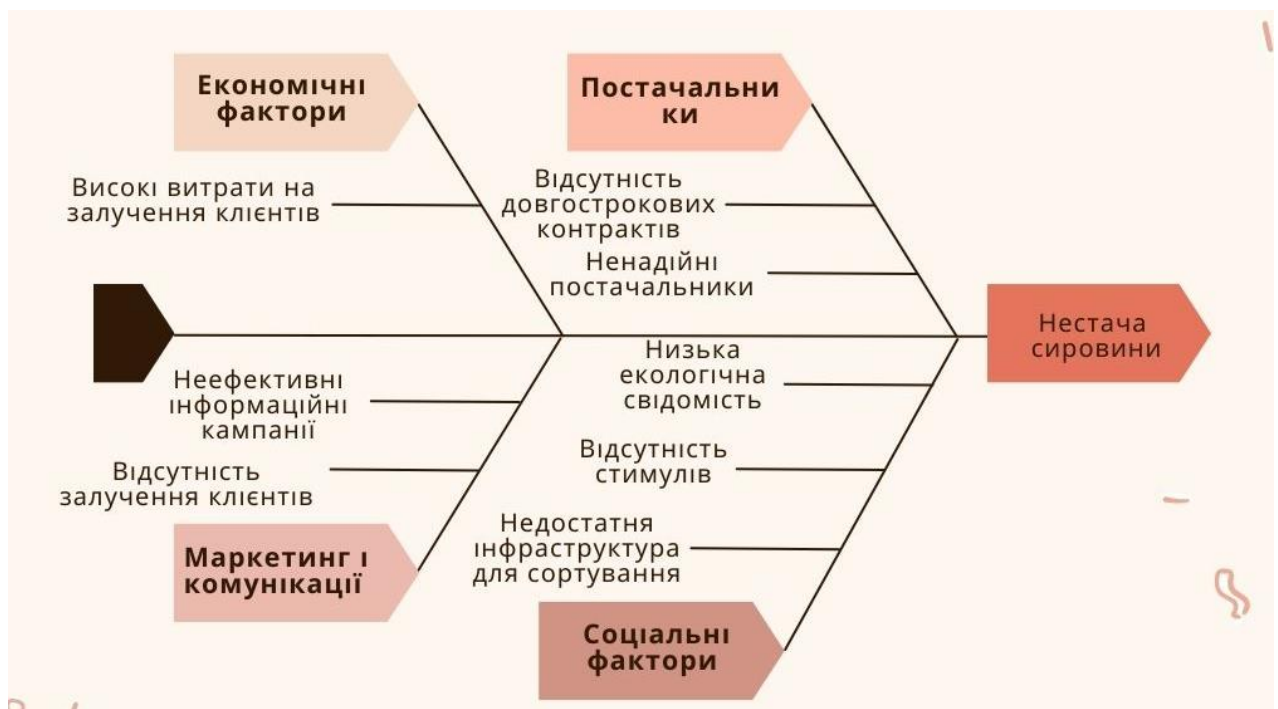 Економічні
фактори
Високі витрати на
залучення клієнтів
Постачальни
ки
Відсутність
довгострокових
контрактів
Ненадійні
постачальники
Нестача
сировини
Неефективні
інформаційні
кампанії
Відсутність
залучення клієнтів
Маркетинг і
комунікації
Низька
екологічна
свідомість
Відсутність
стимулів
Недостатня
інфраструктура
для сортування
Соціальні
фактори